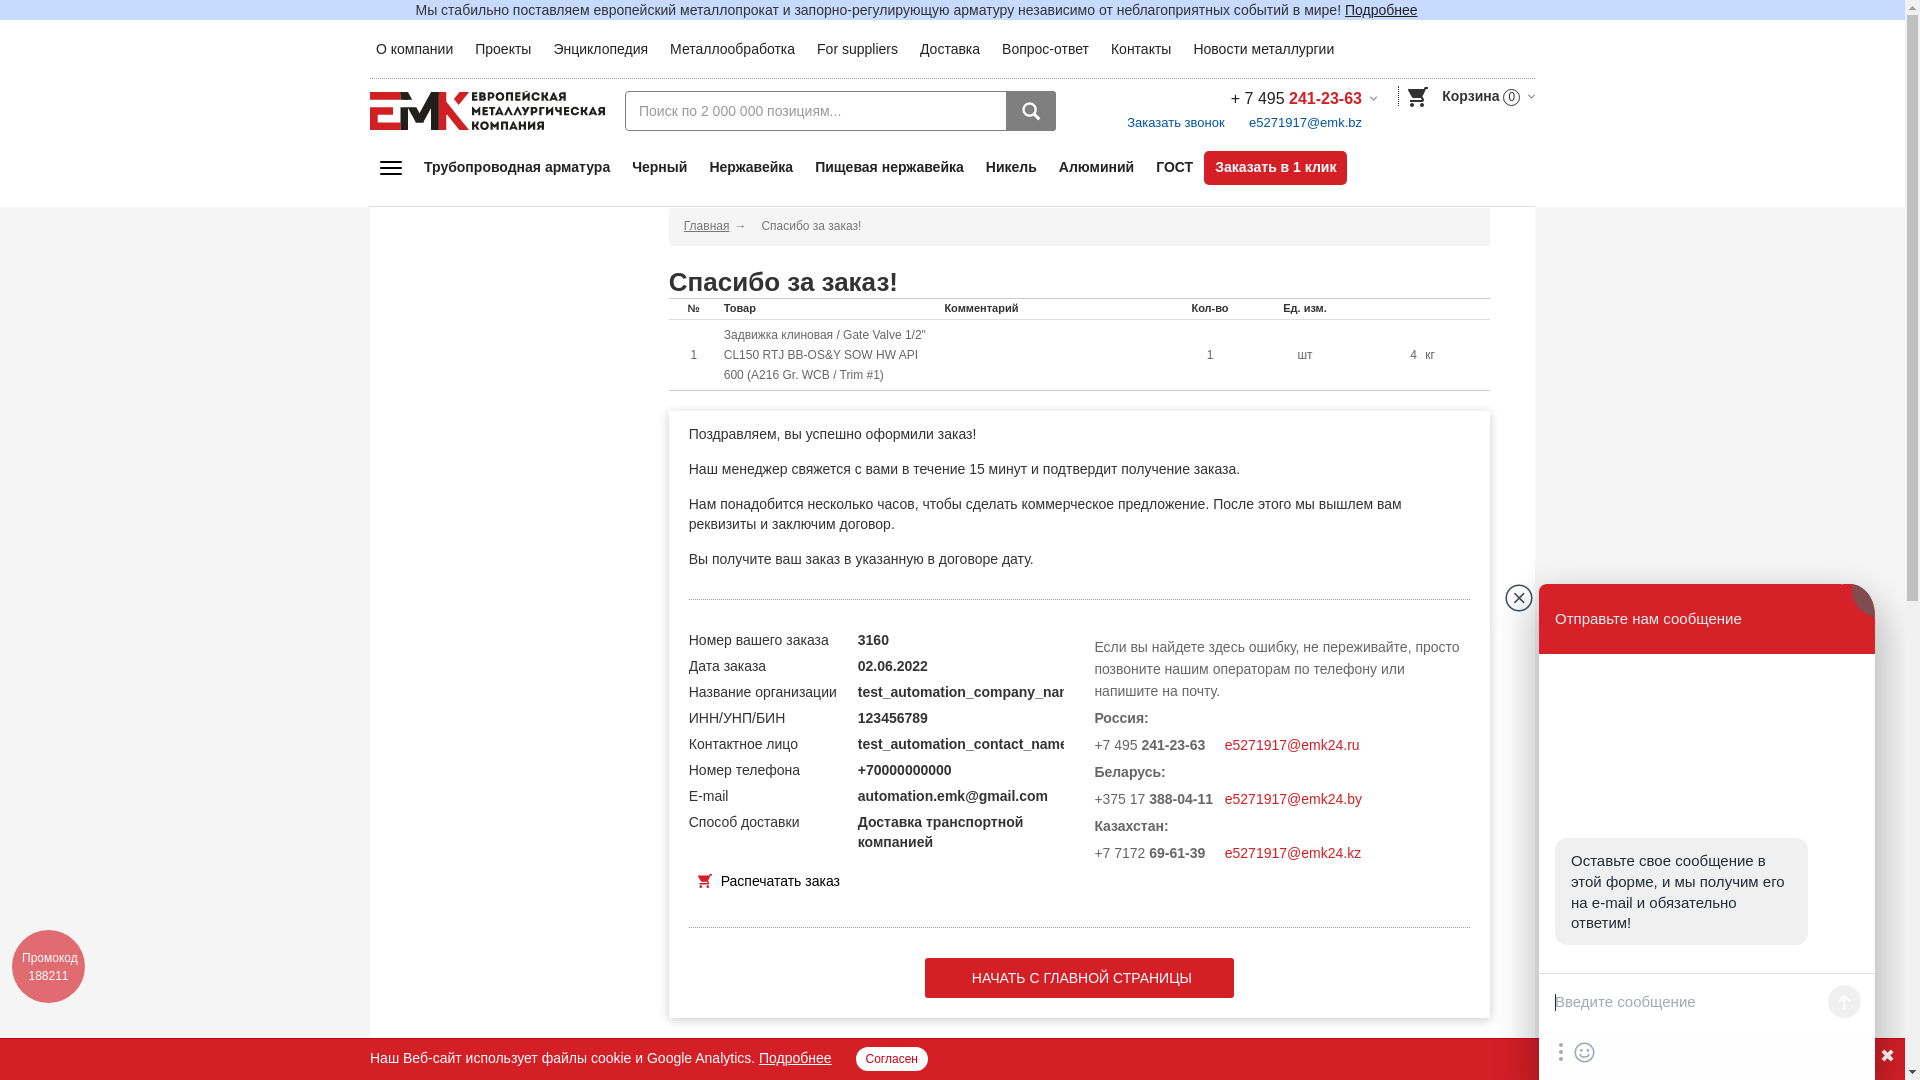 Мы стабильно поставляем европейский металлопрокат и запорно-регулирующую арматуру независимо от неблагоприятных событий в мире! Подробнее
О компании Проекты Энциклопедия Металлообработка For suppliers Доставка Вопрос-ответ Контакты Новости металлургии
ЕМК ЕВРОПЕЙСКАЯ
МЕТАЛЛУРГИЧЕСКАЯ
КОМПАНИЯ
Поиск по 2 000 000 позициям...
+ 7 495 241-23-63
Заказать звонок e5271917@emk.bz
Корзина 0
Трубопроводная арматура Черный Нержавейка Пищевая нержавейка Никель Алюминий ГОСТ Заказать в 1 клик
Главная → Спасибо за заказ!
Спасибо за заказ!
№ Товар Комментарий Кол-во Ед. изм.
1 Задвижка клиновая / Gate Valve 1/2"
CL150 RTJ BB-OS&Y SOW HW API
600 (A216 Gr. WCB / Trim #1)
1 шт 4 кг
Поздравляем, вы успешно оформили заказ!
Наш менеджер свяжется с вами в течение 15 минут и подтвердит получение заказа.
Нам понадобится несколько часов, чтобы сделать коммерческое предложение. После этого мы вышлем вам
реквизиты и заключим договор.
Вы получите ваш заказ в указанную в договоре дату.
Номер вашего заказа 3160
Дата заказа 02.06.2022
Название организации test_automation_company_nar
ИНН/УНП/БИН 123456789
Контактное лицо test_automation_contact_name
Номер телефона +70000000000
E-mail automation.emk@gmail.com
Способ доставки Доставка транспортной
компанией
Распечатать заказ
Если вы найдете здесь ошибку, не переживайте, просто
позвоните нашим операторам по телефону или
напишите на почту.
Россия:
+7 495 241-23-63 e5271917@emk24.ru
Беларусь:
+375 17 388-04-11 e5271917@emk24.by
Казахстан:
+7 7172 69-61-39 e5271917@emk24.kz
НАЧАТЬ С ГЛАВНОЙ СТРАНИЦЫ
Промокод
188211
Отправьте нам сообщение
Оставьте свое сообщение в
этой форме, и мы получим его
на e-mail и обязательно
ответим!
Введите сообщение
Наш Веб-сайт использует файлы cookie и Google Analytics. Подробнее Согласен